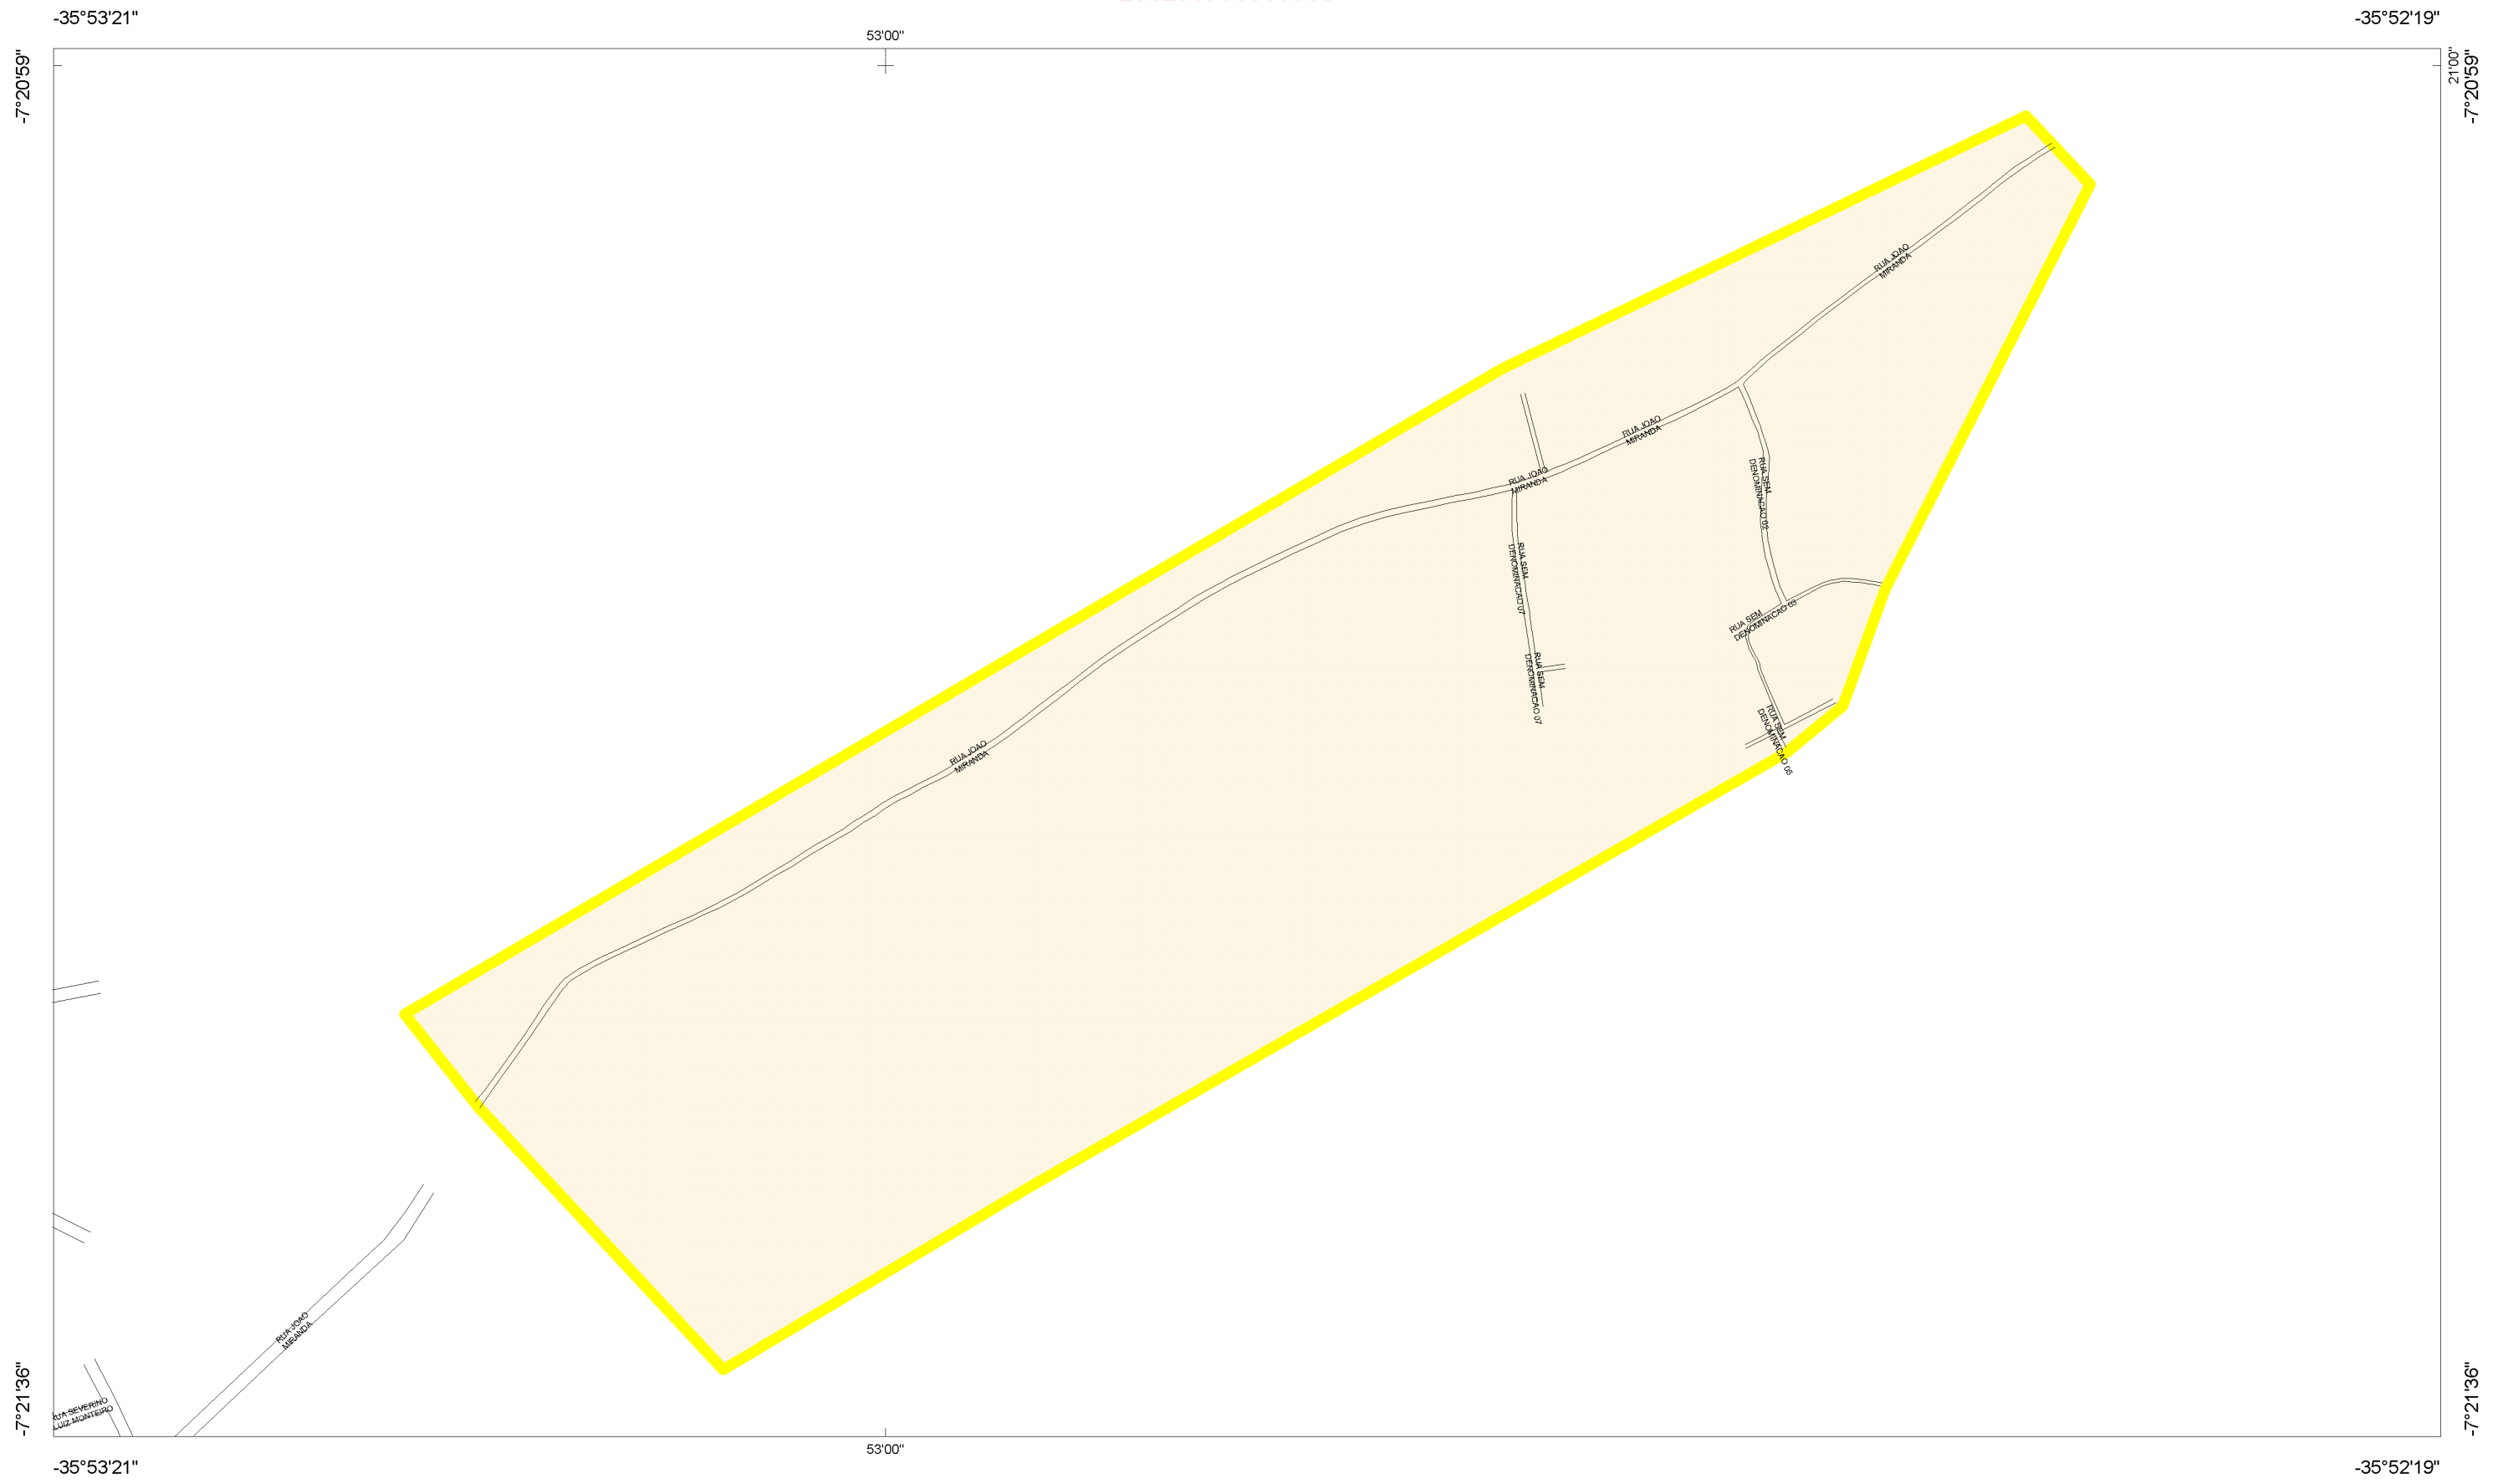 -35°53'21"
-35°52'19"
53'00"
-7°20'59"
21'00"
-7°20'59"
RUA JOAO
MIRANDA
RUA JOAO
MIRANDA
RUA JOAO
MIRANDA
RUA SEM
DENOMINACAO 02
RUA SEM
DENOMINACAO 07
RUA SEM
DENOMINACAO 03
RUA SEM
DENOMINACAO 07
RUA SEM
DENOMINACAO 05
RUA JOAO
MIRANDA
RUA JOAO
MIRANDA
RUA SEVERINO
LUIZ MONTEIRO
-7°21'36"
-7°21'36"
53'00"
-35°53'21"
-35°52'19"